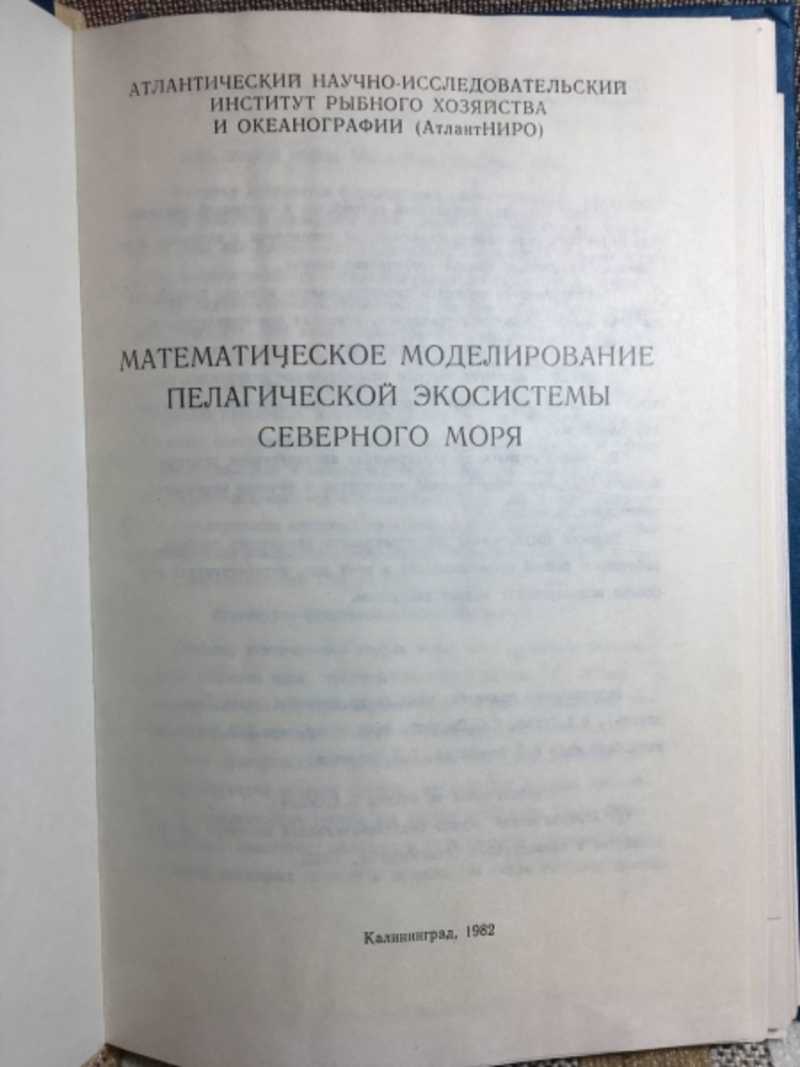 АТЛАНТИЧЕСКИЙ НАУЧНО-ИССЛЕДОВАТЕЛЬСКИЙ
ИНСТИТУТ РЫБНОГО ХОЗЯЙСТВА
И ОКЕАНОГРАФИИ (АтлантНИРО)
МАТЕМАТИЧЕСКОЕ МОДЕЛИРОВАНИЕ
ПЕЛАГИЧЕСКОЙ ЭКОСИСТЕМЫ
СЕВЕРНОГО МОРЯ
Калининград, 1982